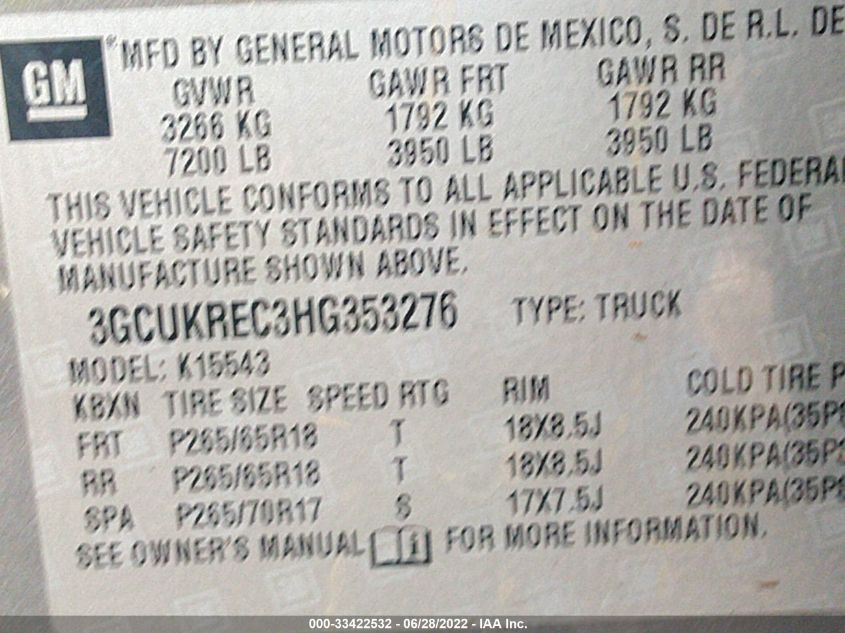 GM
*MFD BY GENERAL MOTORS DE MEXICO, S. DE R.L. DE
GVWR GAWR FRT GAWR RR
3266 KG 1792 KG 1792 KG
7200 LB 3950 LB 3950 LB
THIS VEHICLE CONFORMS TO ALL APPLICABLE U.S. FEDERAL
VEHICLE SAFETY STANDARDS IN EFFECT ON THE DATE OF
MANUFACTURE SHOWN ABOVE.
3GCUKREC3HG353276 TYPE: TRUCK
MODEL: K15543
KBXN TIRE SIZE SPEED RTG RIM COLD TIRE P
FRT P265/65R18 T 18X8.5J 240KPA(35PS
RR P265/65R18 T 18X8.5J 240KPA(35PS
SPA P265/70R17 S 17X7.5J 240KPA(35PS
SEE OWNER'S MANUAL i FOR MORE INFORMATION.
000-33422532 - 06/28/2022 - IAA Inc.